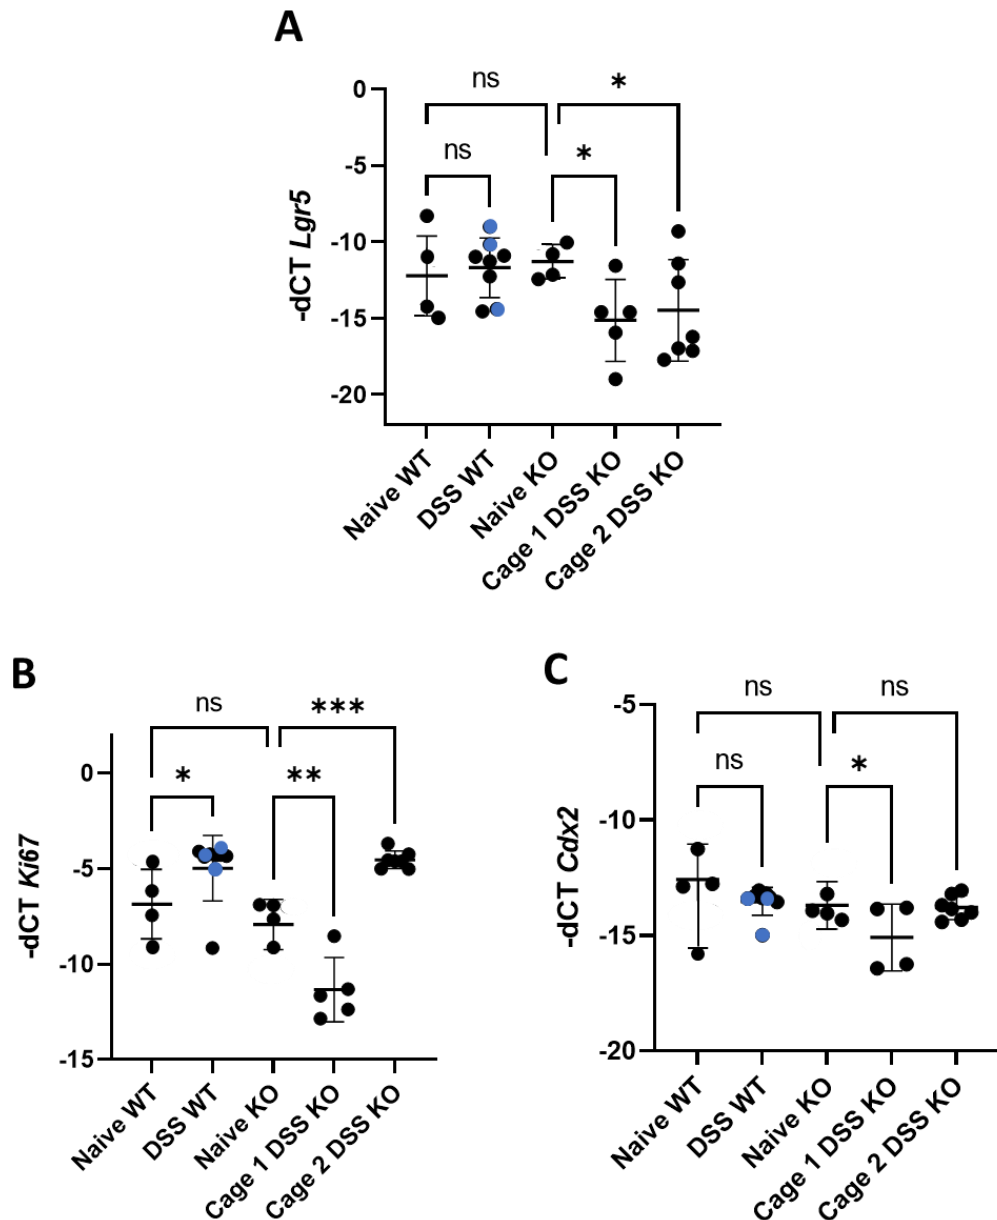 A
ns
*
ns
*
0
-5
-10
-15
-20
-dCT Lgr5
Naive WT
DSS WT
Naive KO
Cage 1 DSS KO
Cage 2 DSS KO
B
ns
***
*
**
0
-5
-10
-15
-dCT Ki67
Naive WT
DSS WT
Naive KO
Cage 1 DSS KO
Cage 2 DSS KO
C
ns
ns
ns
*
-5
-10
-15
-20
-dCT Cdx2
Naive WT
DSS WT
Naive KO
Cage 1 DSS KO
Cage 2 DSS KO